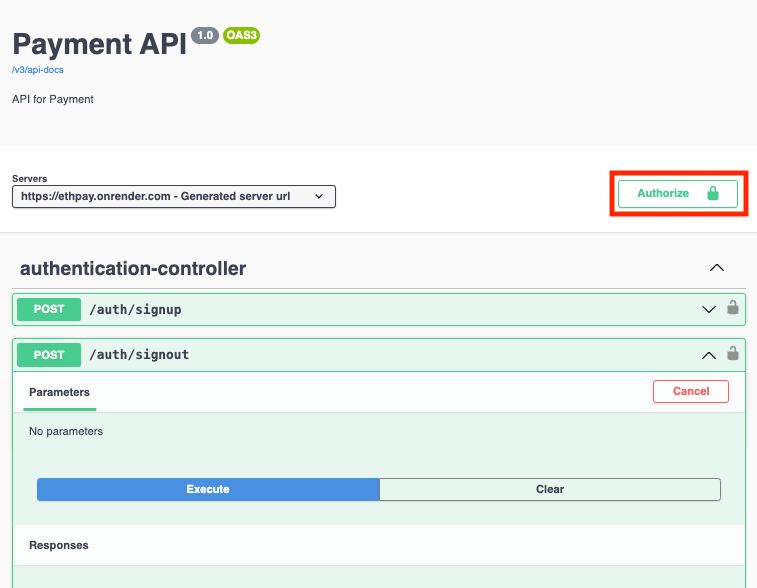 Payment API 1.0 OAS3
/v3/api-docs
API for Payment
Servers
https://ethpay.onrender.com - Generated server url
Authorize
authentication-controller
POST /auth/signup
POST /auth/signout
Parameters
Cancel
No parameters
Execute Clear
Responses